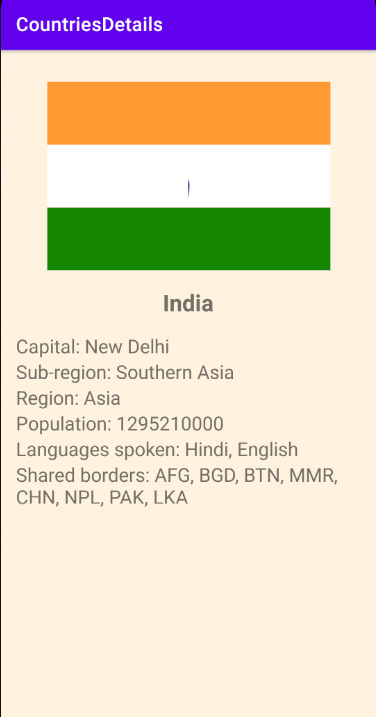 CountriesDetails
India
Capital: New Delhi
Sub-region: Southern Asia
Region: Asia
Population: 1295210000
Languages spoken: Hindi, English
Shared borders: AFG, BGD, BTN, MMR,
CHN, NPL, PAK, LKA